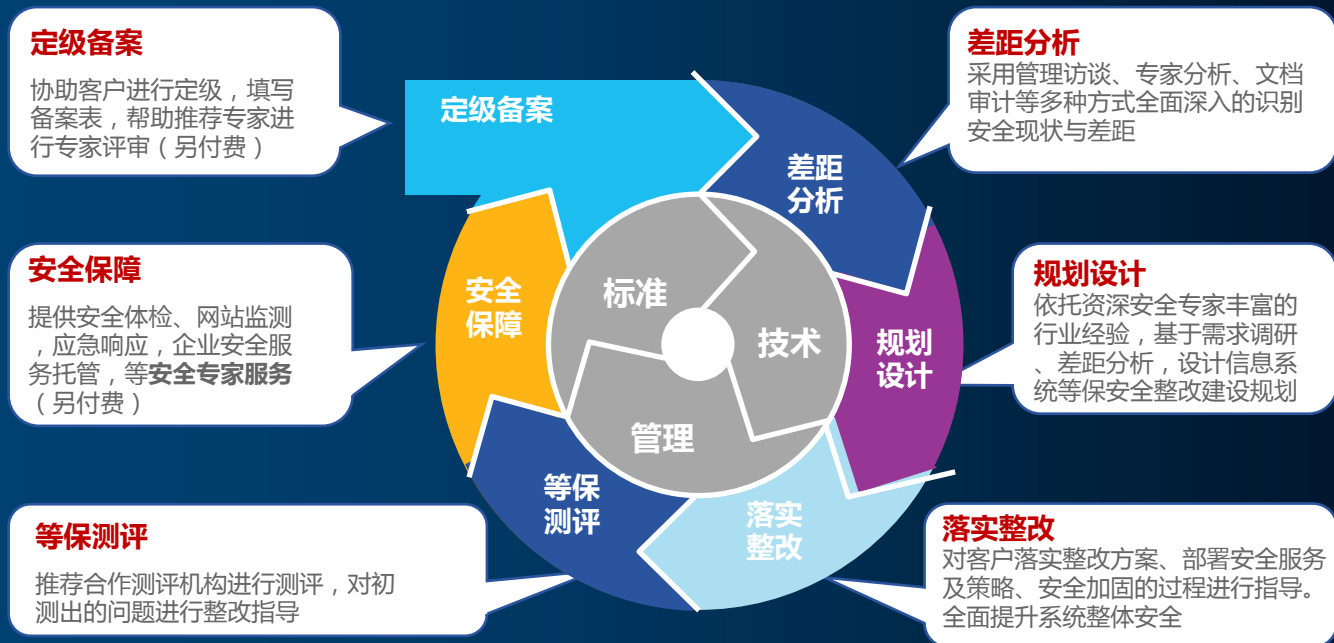 定级备案
协助客户进行定级，填写
备案表，帮助推荐专家进
行专家评审（另付费）
差距分析
采用管理访谈、专家分析、文档
审计等多种方式全面深入的识别
安全现状与差距
定级备案
差距
分析
安全保障
提供安全体检、网站监测
，应急响应，企业安全服
务托管，等安全专家服务
（另付费）
安全
保障
标准
技术
管理
规划
设计
规划设计
依托资深安全专家丰富的
行业经验，基于需求调研
、差距分析，设计信息系
统等保安全整改建设规划
等保
测评
落实
整改
等保测评
推荐合作测评机构进行测评，对初
测出的问题进行整改指导
落实整改
对客户落实整改方案、部署安全服务
及策略、安全加固的过程进行指导。
全面提升系统整体安全